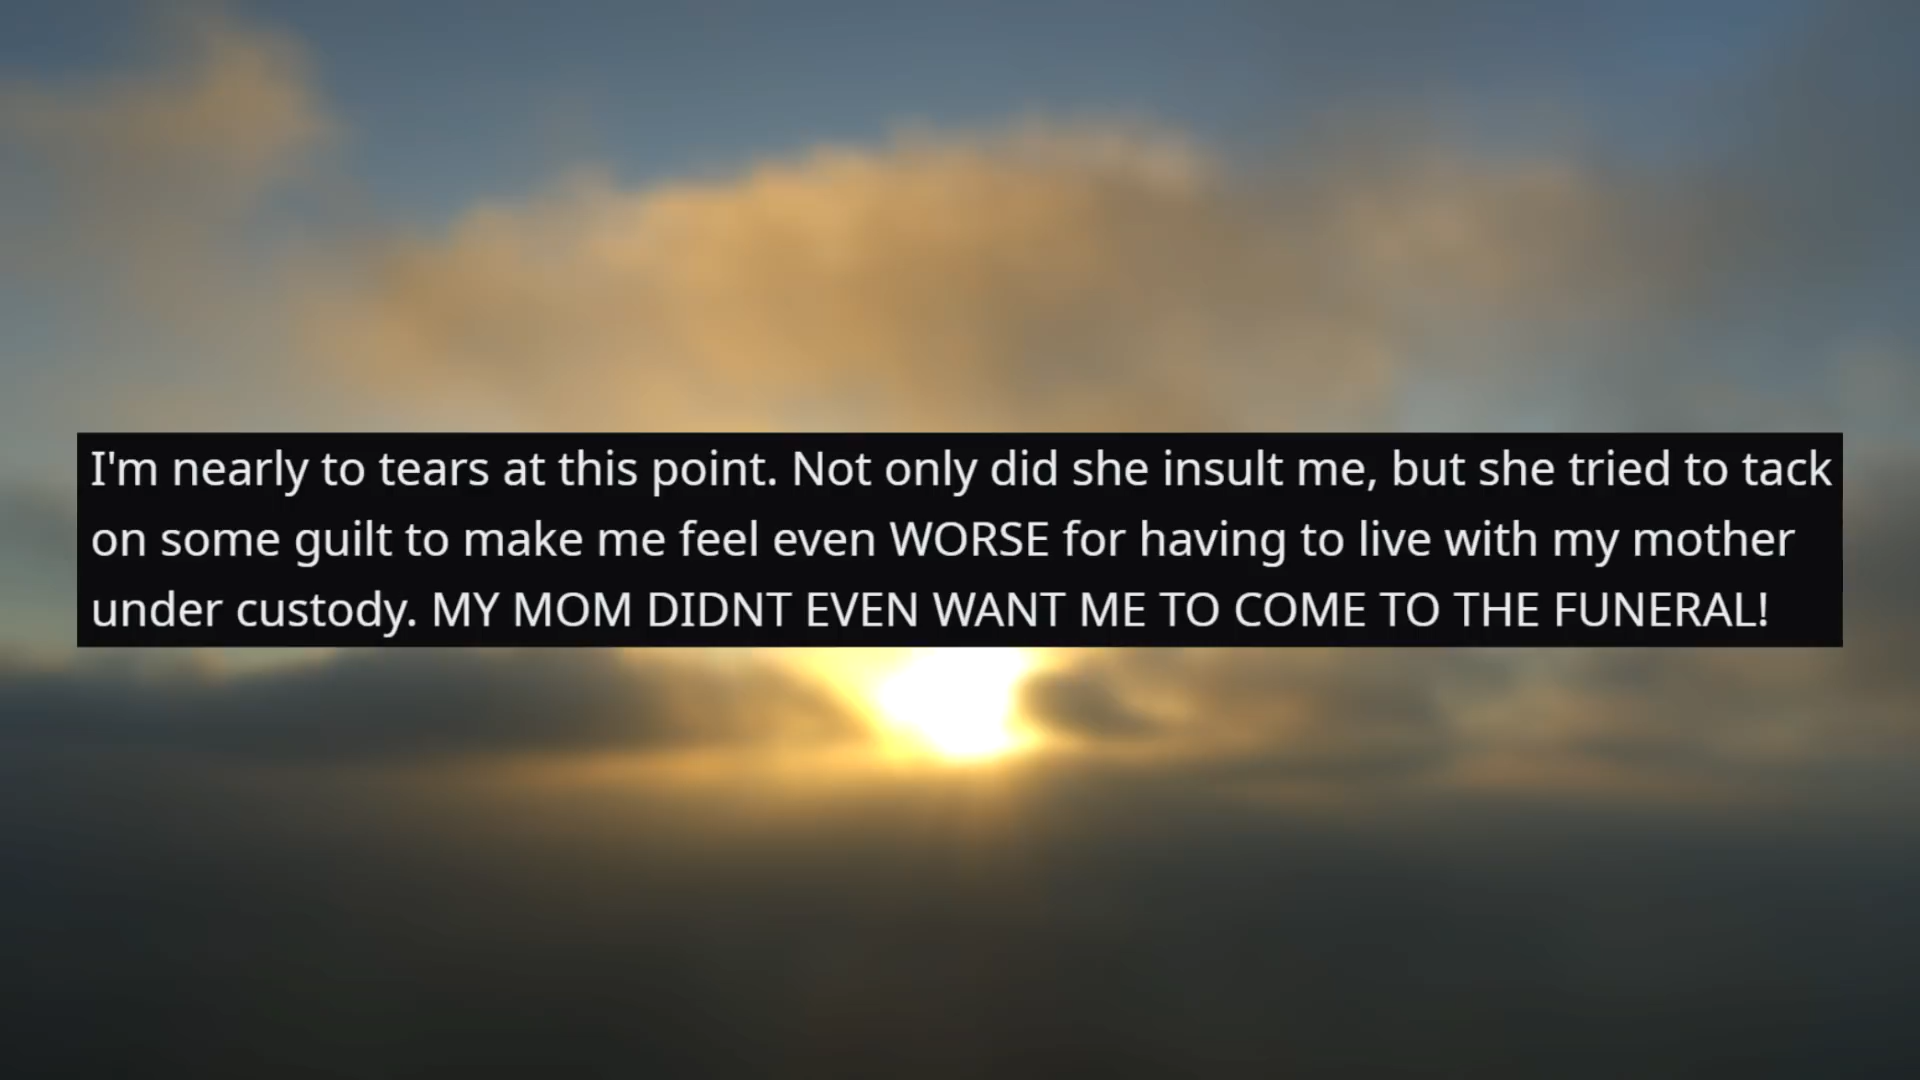 I'm nearly to tears at this point. Not only did she insult me, but she tried to tack
on some guilt to make me feel even WORSE for having to live with my mother
under custody. MY MOM DIDNT EVEN WANT ME TO COME TO THE FUNERAL!